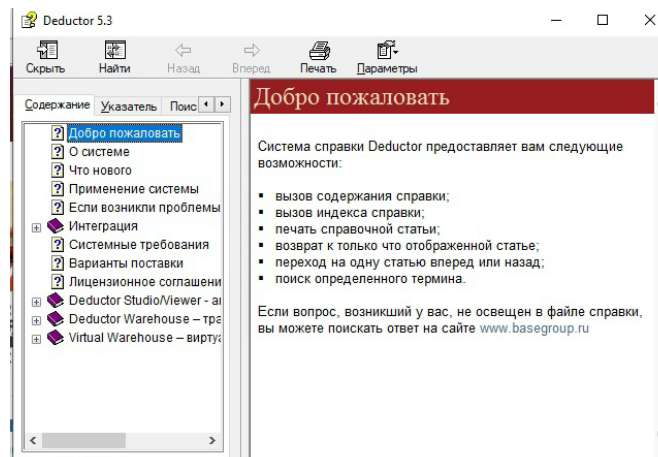 Deductor 5.3
Скрыть Найти Назад Вперед Печать Параметры
Содержание Указатель Поис
Добро пожаловать
О системе
Что нового
Применение системы
Если возникли проблемы
Интеграция
Системные требования
Варианты поставки
Лицензионное соглашени
Deductor Studio/Viewer - ан
Deductor Warehouse – тра
Virtual Warehouse – виртуа
Добро пожаловать
Система справки Deductor предоставляет вам следующие
возможности:
▪ вызов содержания справки;
▪ вызов индекса справки;
▪ печать справочной статьи;
▪ возврат к только что отображенной статье;
▪ переход на одну статью вперед или назад;
▪ поиск определенного термина.
Если вопрос, возникший у вас, не освещен в файле справки,
вы можете поискать ответ на сайте www.basegroup.ru